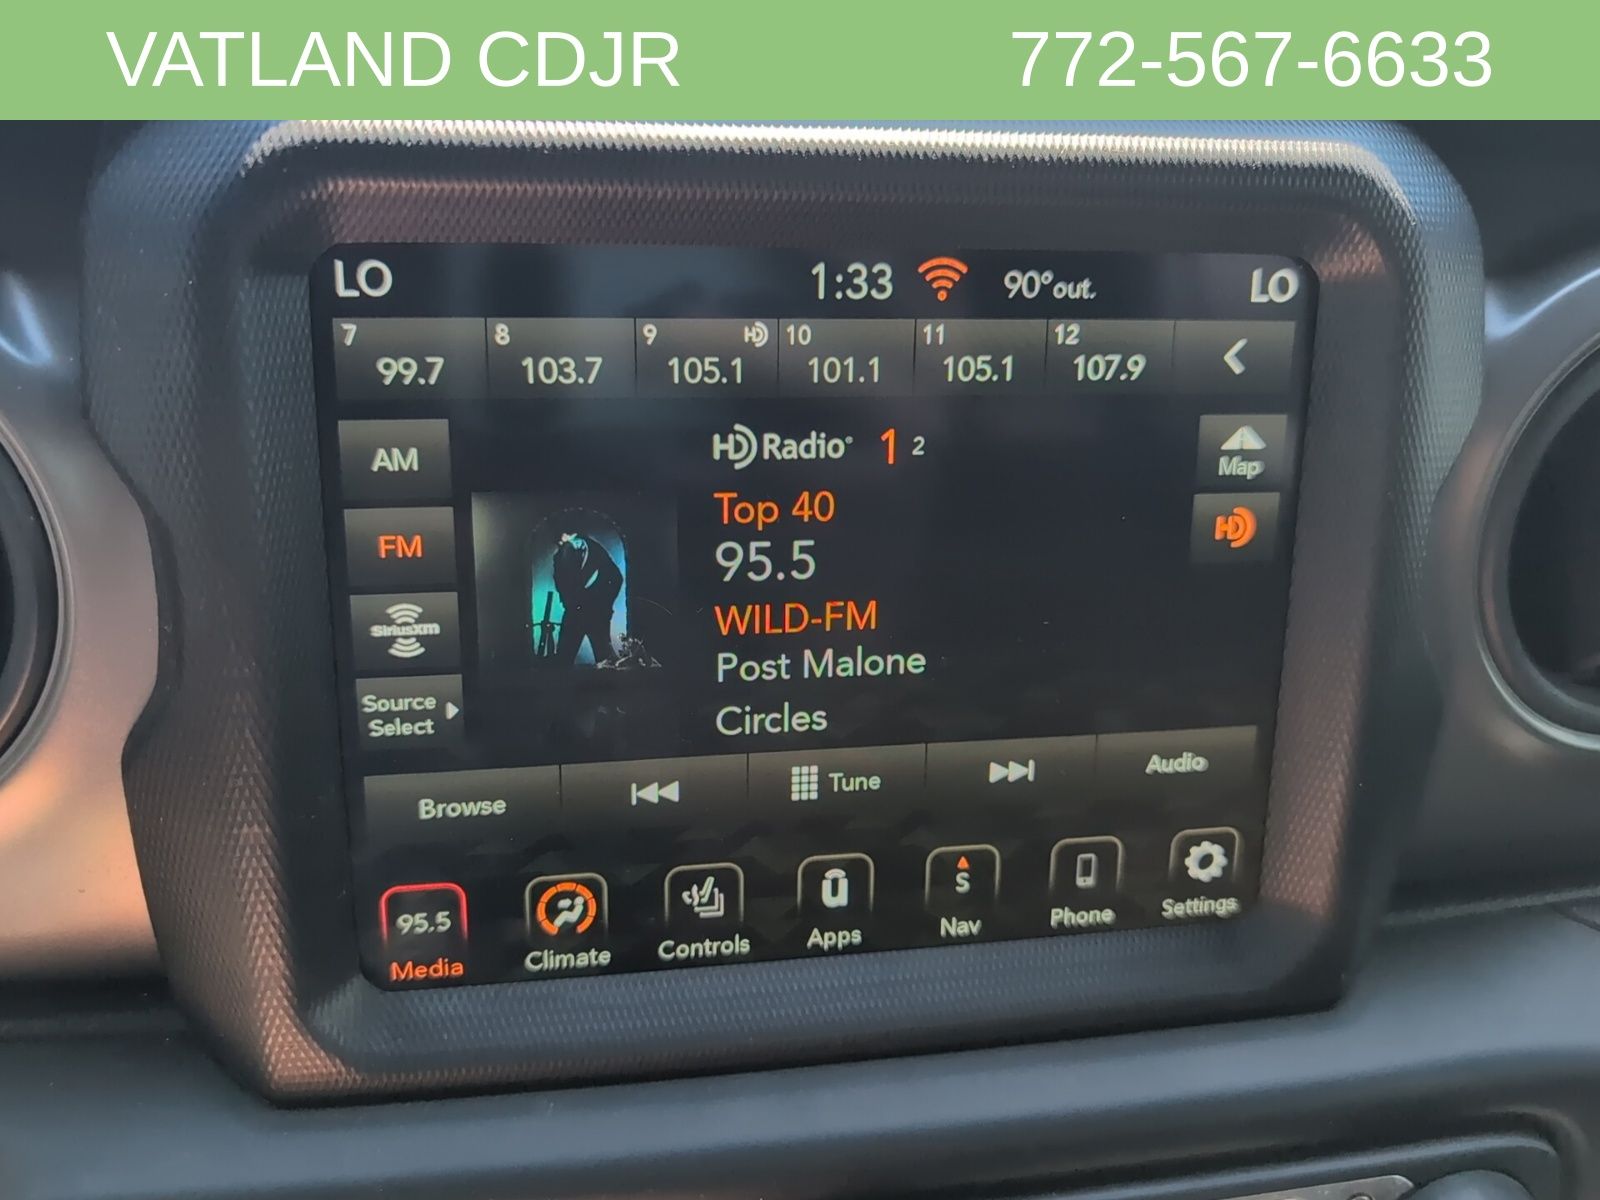 VATLAND CDJR 772-567-6633
LO 1:33 90°out. LO
7 99.7 8 103.7 9 HD 105.1 10 101.1 11 105.1 12 107.9
AM
FM
SiriusXM
Source
Select
HD Radio® 1 2
Top 40
95.5
WILD-FM
Post Malone
Circles
Map
HD
Browse Tune Audio
95.5 S
Media Climate Controls Apps Nav Phone Settings